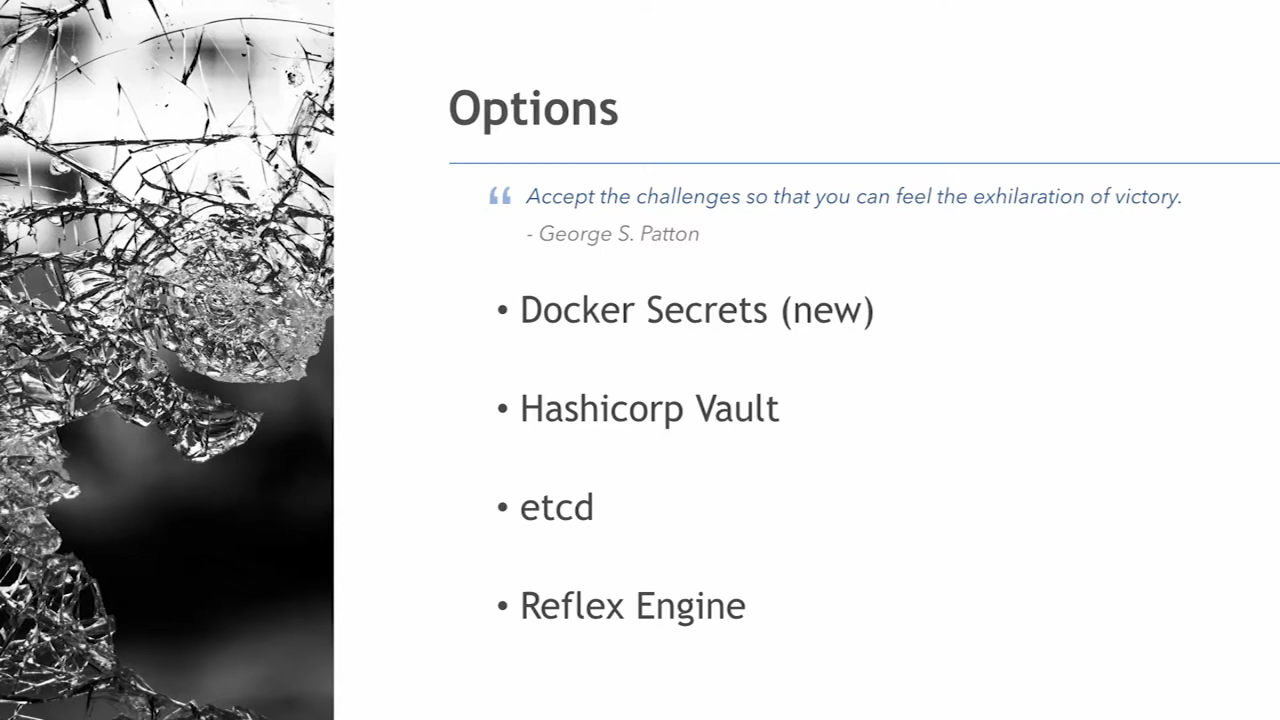 Options
“ Accept the challenges so that you can feel the exhilaration of victory.
- George S. Patton
• Docker Secrets (new)
• Hashicorp Vault
• etcd
• Reflex Engine